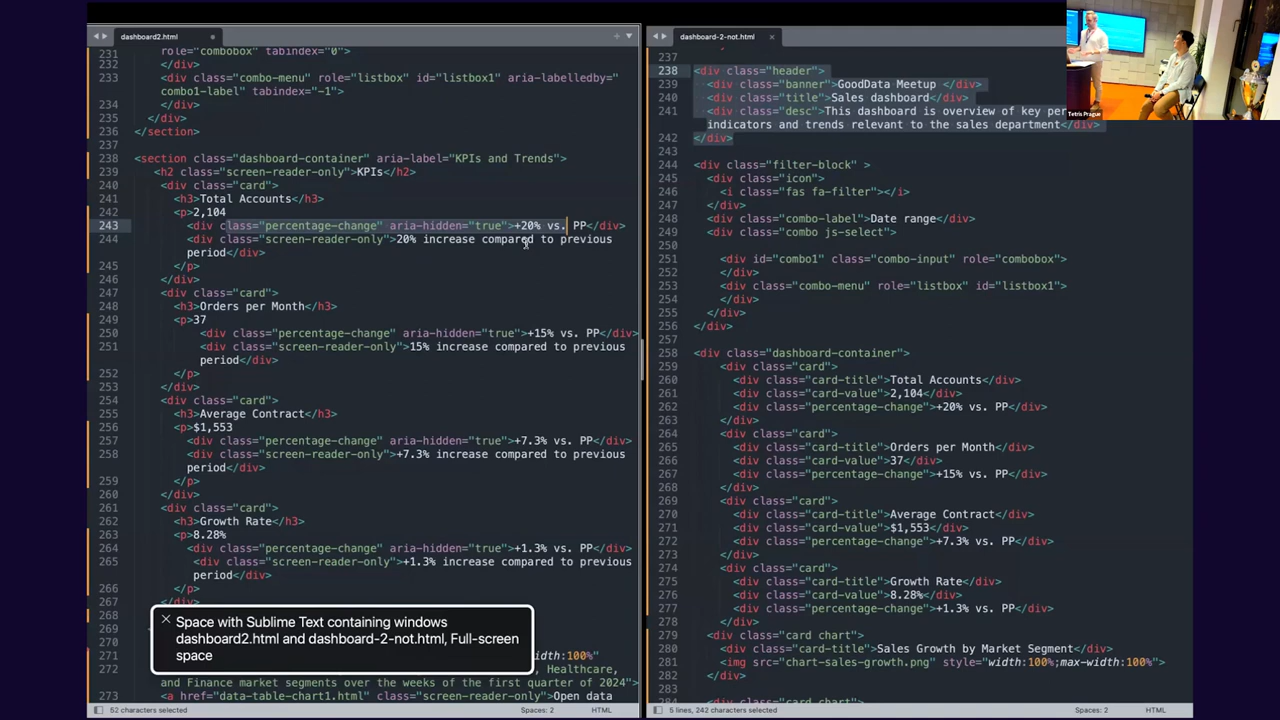 dashboard2.html
231
role="combobox" tabindex="0">
232 </div>
233 <div class="combo-menu" role="listbox" id="listbox1" aria-labelledby="
combo1-label" tabindex="-1">
234 </div>
235 </div>
236 </section>
237
238 <section class="dashboard-container" aria-label="KPIs and Trends">
239 <h2 class="screen-reader-only">KPIs</h2>
240 <div class="card">
241 <h3>Total Accounts</h3>
242 <p>2,104
243 <div class="percentage-change" aria-hidden="true">+20% vs. PP</div>
244 <div class="screen-reader-only">20% increase compared to previous
period</div>
245 </p>
246 </div>
247 <div class="card">
248 <h3>Orders per Month</h3>
249 <p>37
250 <div class="percentage-change" aria-hidden="true">+15% vs. PP</div>
251 <div class="screen-reader-only">15% increase compared to previous
period</div>
252 </p>
253 </div>
254 <div class="card">
255 <h3>Average Contract</h3>
256 <p>$1,553
257 <div class="percentage-change" aria-hidden="true">+7.3% vs. PP</div>
258 <div class="screen-reader-only">+7.3% increase compared to previous
period</div>
259 </p>
260 </div>
261 <div class="card">
262 <h3>Growth Rate</h3>
263 <p>8.28%
264 <div class="percentage-change" aria-hidden="true">+1.3% vs. PP</div>
265 <div class="screen-reader-only">+1.3% increase compared to previous
period</div>
266 </p>
267 </div>
268
269
271 width:100%"
272 , Healthcare,
and Finance market segments over the weeks of the first quarter of 2024">
273 <a href="data-table-chart1.html" class="screen-reader-only">Open data
52 characters selected
Spaces: 2
HTML
Space with Sublime Text containing windows
dashboard2.html and dashboard-2-not.html, Full-screen
space
dashboard-2-not.html
237
238 <div class="header">
239 <div class="banner">GoodData Meetup </div>
240 <div class="title">Sales dashboard</div>
241 <div class="desc">This dashboard is overview of key per
indicators and trends relevant to the sales department</div>
242 </div>
244 <div class="filter-block" >
245 <div class="icon">
246 <i class="fas fa-filter"></i>
247 </div>
248 <div class="combo-label">Date range</div>
249 <div class="combo js-select">
250
251 <div id="combo1" class="combo-input" role="combobox">
252 </div>
253 <div class="combo-menu" role="listbox" id="listbox1">
254 </div>
255 </div>
256 </div>
257
258 <div class="dashboard-container">
259 <div class="card">
260 <div class="card-title">Total Accounts</div>
261 <div class="card-value">2,104</div>
262 <div class="percentage-change">+20% vs. PP</div>
263 </div>
264 <div class="card">
265 <div class="card-title">Orders per Month</div>
266 <div class="card-value">37</div>
267 <div class="percentage-change">+15% vs. PP</div>
268 </div>
269 <div class="card">
270 <div class="card-title">Average Contract</div>
271 <div class="card-value">$1,553</div>
272 <div class="percentage-change">+7.3% vs. PP</div>
273 </div>
274 <div class="card">
275 <div class="card-title">Growth Rate</div>
276 <div class="card-value">8.28%</div>
277 <div class="percentage-change">+1.3% vs. PP</div>
278 </div>
279 <div class="card chart">
280 <div class="card-title">Sales Growth by Market Segment</div>
281 <img src="chart-sales-growth.png" style="width:100%;max-width:100%">
282 </div>
284
5 lines, 242 characters selected
Spaces: 2
HTML
Tetris Prague